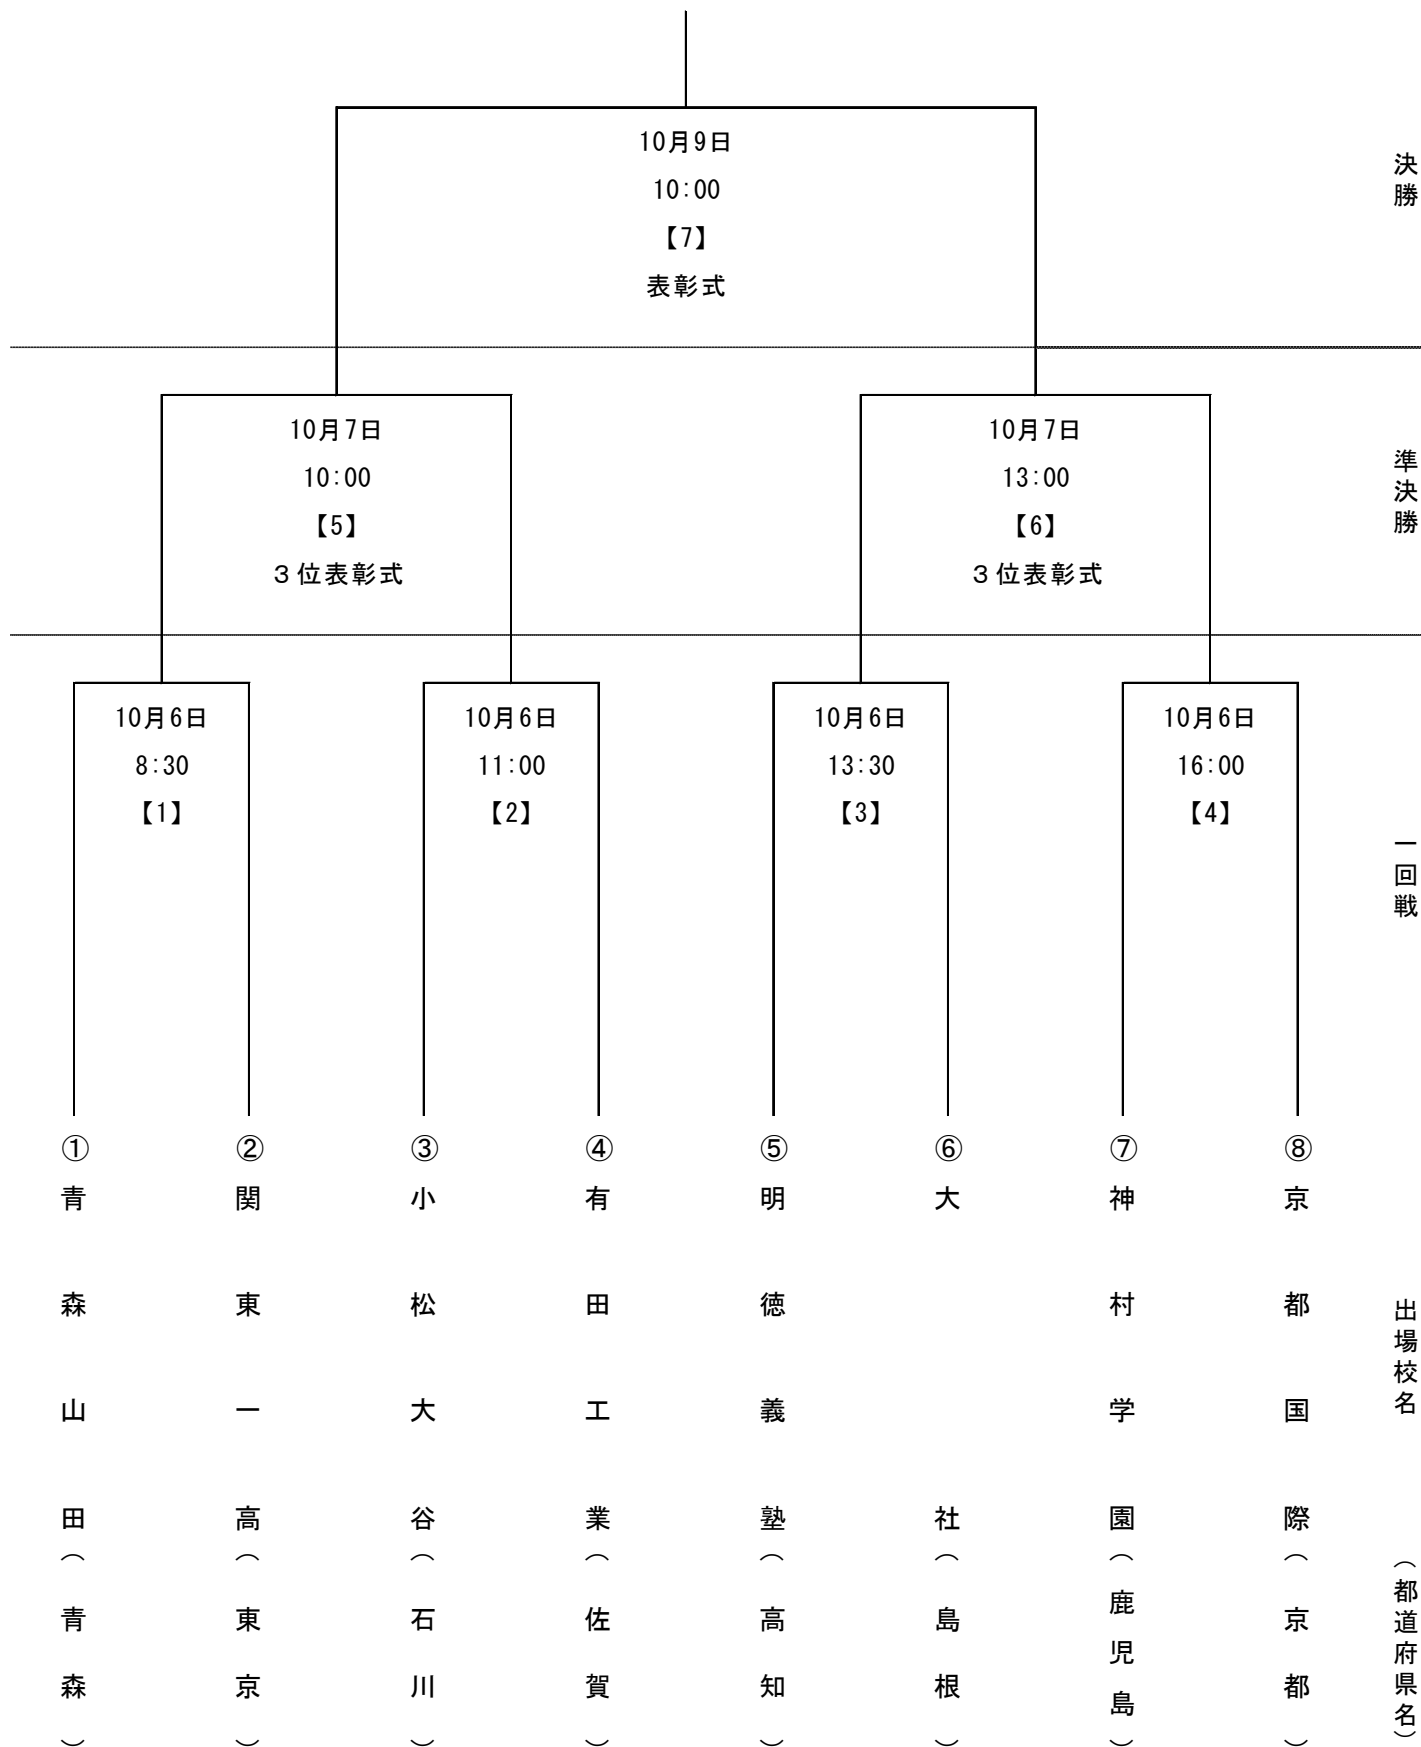 10月9日
10:00
【7】
表彰式
決勝
10月7日
10:00
【5】
３位表彰式
10月7日
13:00
【6】
３位表彰式
準決勝
10月6日
8:30
【1】
10月6日
11:00
【2】
10月6日
13:30
【3】
10月6日
16:00
【4】
一回戦
①青森山田（青森）
②関東一高（東京）
③小松大谷（石川）
④有田工業（佐賀）
⑤明徳義塾（高知）
⑥大社（島根）
⑦神村学園（鹿児島）
⑧京都国際（京都）
出場校名（都道府県名）